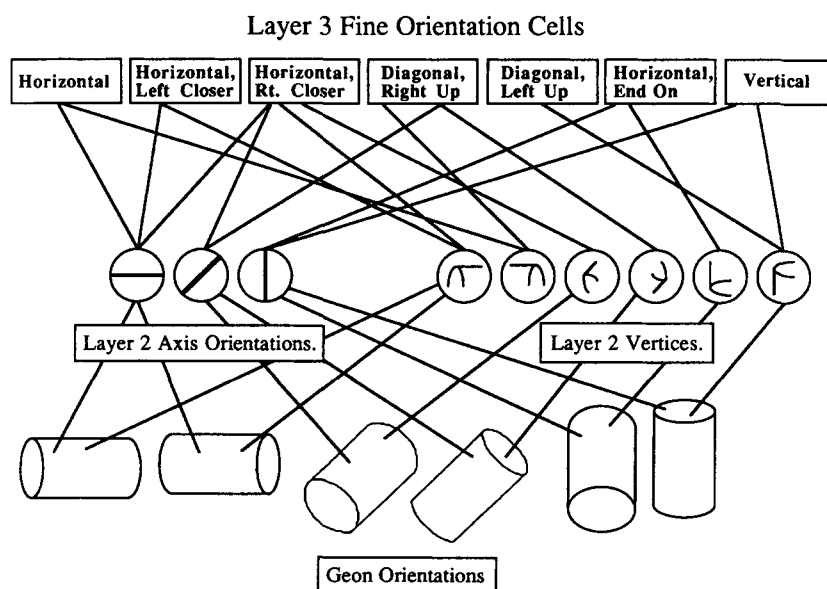 Layer 3 Fine Orientation Cells
Horizontal
Horizontal,
Left Closer
Horizontal,
Rt. Closer
Diagonal,
Right Up
Diagonal,
Left Up
Horizontal,
End On
Vertical
Layer 2 Axis Orientations.
Layer 2 Vertices.
Geon Orientations